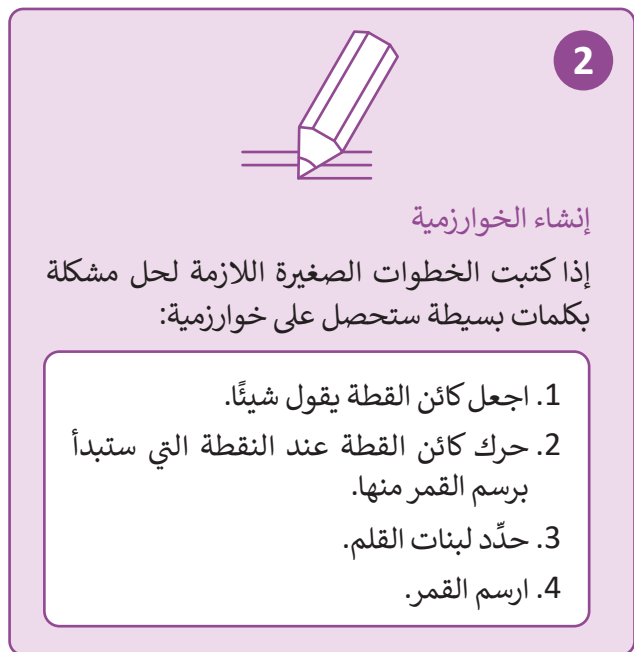 2
إنشاء الخوارزمية
إذا كتبت الخطوات الصغيرة اللازمة لحل مشكلة
بكلمات بسيطة ستحصل على خوارزمية:
1. اجعل كائن القطة يقول شيئًا.
2. حرك كائن القطة عند النقطة التي ستبدأ
برسم القمر منها.
3. حدِّد لبنات القلم.
4. ارسم القمر.